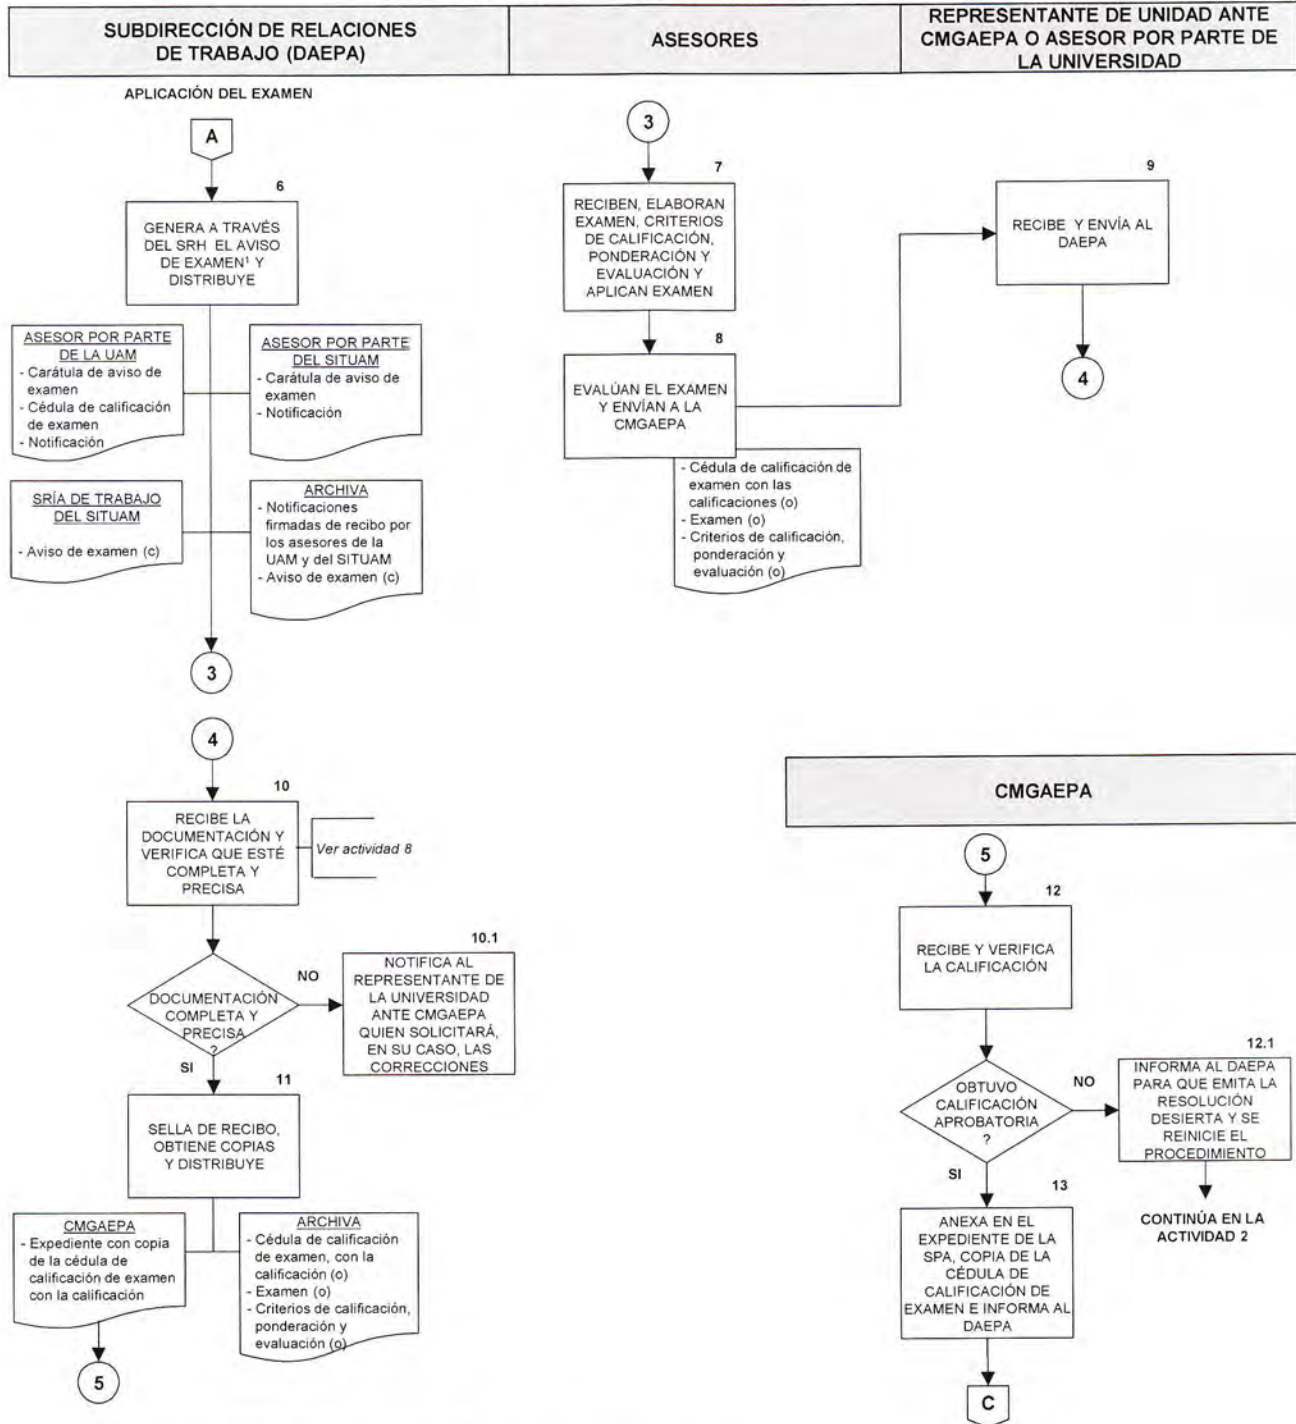 SUBDIRECCIÓN DE RELACIONES
DE TRABAJO (DAEPA)
ASESORES
REPRESENTANTE DE UNIDAD ANTE
CMGAEPA O ASESOR POR PARTE DE
LA UNIVERSIDAD
APLICACIÓN DEL EXAMEN
A
6
GENERA A TRAVÉS
DEL SRH EL AVISO
DE EXAMEN¹ Y
DISTRIBUYE
ASESOR POR PARTE
DE LA UAM
- Carátula de aviso de
examen
- Cédula de calificación
de examen
- Notificación
ASESOR POR PARTE
DEL SITUAM
- Carátula de aviso de
examen
- Notificación
SRÍA DE TRABAJO
DEL SITUAM
- Aviso de examen (c)
ARCHIVA
- Notificaciones
firmadas de recibo por
los asesores de la
UAM y del SITUAM
- Aviso de examen (c)
3
3
7
RECIBEN, ELABORAN
EXAMEN, CRITERIOS
DE CALIFICACIÓN,
PONDERACIÓN Y
EVALUACIÓN Y
APLICAN EXAMEN
8
EVALÚAN EL EXAMEN
Y ENVÍAN A LA
CMGAEPA
- Cédula de calificación de
examen con las
calificaciones (o)
- Examen (o)
- Criterios de calificación,
ponderación y
evaluación (o)
9
RECIBE Y ENVÍA AL
DAEPA
4
4
10
RECIBE LA
DOCUMENTACIÓN Y
VERIFICA QUE ESTÉ
COMPLETA Y
PRECISA
Ver actividad 8
DOCUMENTACIÓN
COMPLETA Y
PRECISA
?
NO
10.1
NOTIFICA AL
REPRESENTANTE DE
LA UNIVERSIDAD
ANTE CMGAEPA
QUIEN SOLICITARÁ,
EN SU CASO, LAS
CORRECCIONES
SI
11
SELLA DE RECIBO,
OBTIENE COPIAS
Y DISTRIBUYE
CMGAEPA
- Expediente con copia
de la cédula de
calificación de examen
con la calificación
ARCHIVA
- Cédula de calificación
de examen, con la
calificación (o)
- Examen (o)
- Criterios de calificación,
ponderación y
evaluación (o)
5
CMGAEPA
5
12
RECIBE Y VERIFICA
LA CALIFICACIÓN
OBTUVO
CALIFICACIÓN
APROBATORIA
?
NO
12.1
INFORMA AL DAEPA
PARA QUE EMITA LA
RESOLUCIÓN
DESIERTA Y SE
REINICIE EL
PROCEDIMIENTO
CONTINÚA EN LA
ACTIVIDAD 2
SI
13
ANEXA EN EL
EXPEDIENTE DE LA
SPA, COPIA DE LA
CÉDULA DE
CALIFICACIÓN DE
EXAMEN E INFORMA AL
DAEPA
C